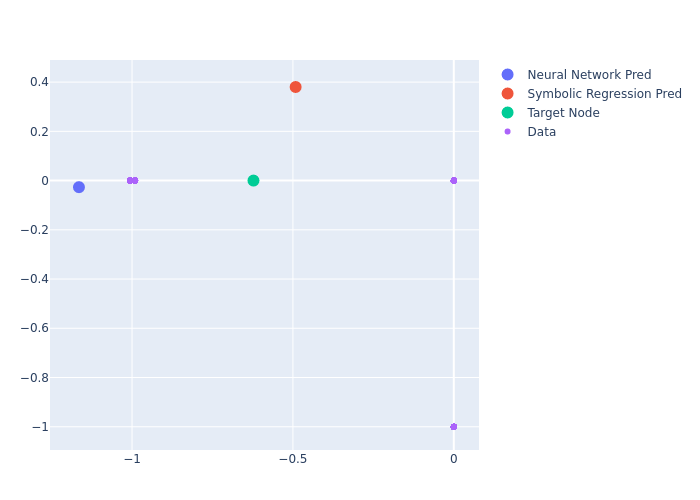 Neural Network Pred
Symbolic Regression Pred
Target Node
Data
0.4
0.2
0
−0.2
−0.4
−0.6
−0.8
−1
−1
−0.5
0